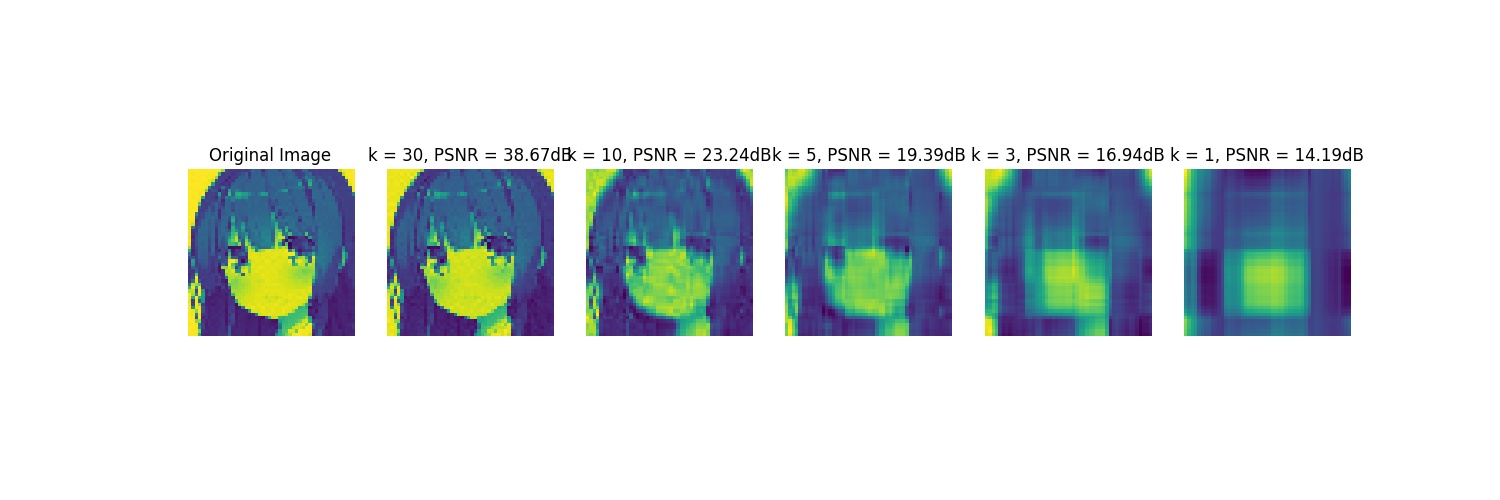 Original Image
k = 30, PSNR = 38.67dB
k = 10, PSNR = 23.24dB
k = 5, PSNR = 19.39dB
k = 3, PSNR = 16.94dB
k = 1, PSNR = 14.19dB